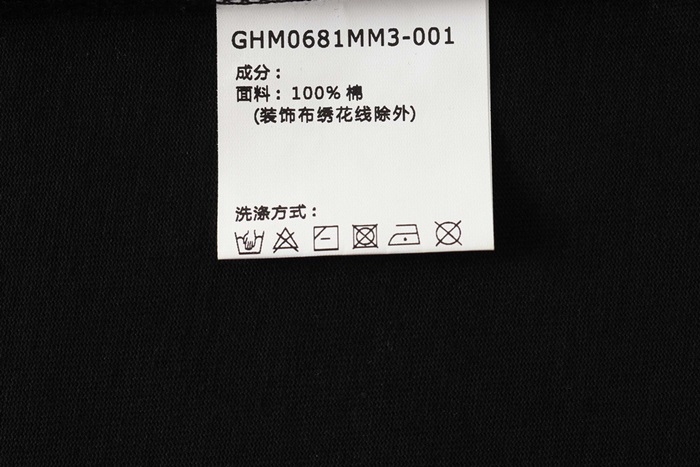 GHM0681MM3-001
成分：
面料：100% 棉
(装饰布绣花线除外)
洗涤方式：